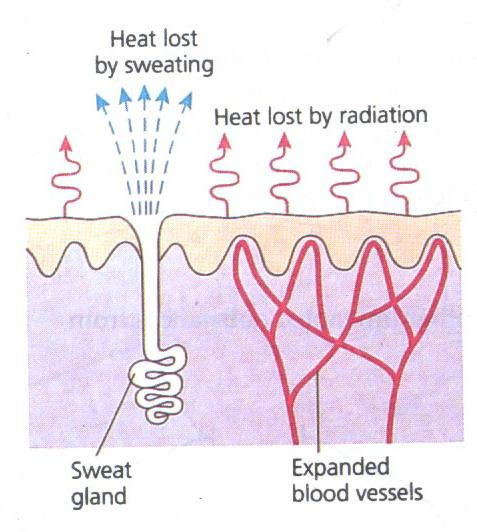 Heat lost
by sweating
Heat lost by radiation
Sweat
gland
Expanded
blood vessels